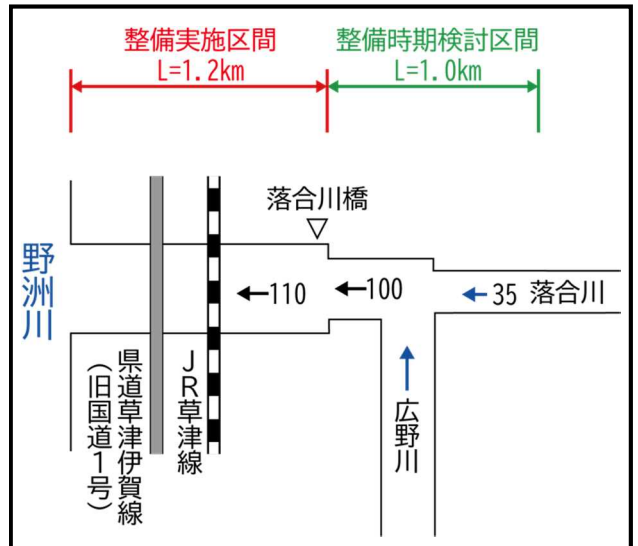 整備実施区間
L=1.2km
整備時期検討区間
L=1.0km
落合川橋
野洲川
←110
←100
←35 落合川
県道草津伊賀線
(旧国道1号)
JR草津線
広野川